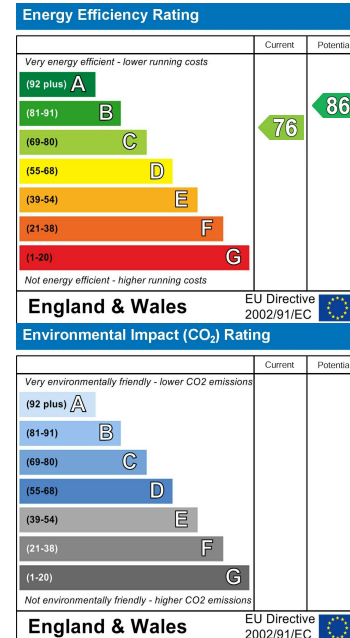 Energy Efficiency Rating
Current Potentia
Very energy efficient - lower running costs
(92 plus) A
(81-91) B
(69-80) C
(55-68) D
(39-54) E
(21-38) F
(1-20) G
76
86
Not energy efficient - higher running costs
England & Wales
EU Directive
2002/91/EC
Environmental Impact (CO₂) Rating
Current Potentia
Very environmentally friendly - lower CO2 emissions
(92 plus) A
(81-91) B
(69-80) C
(55-68) D
(39-54) E
(21-38) F
(1-20) G
Not environmentally friendly - higher CO2 emissions
England & Wales
EU Directive
2002/91/EC